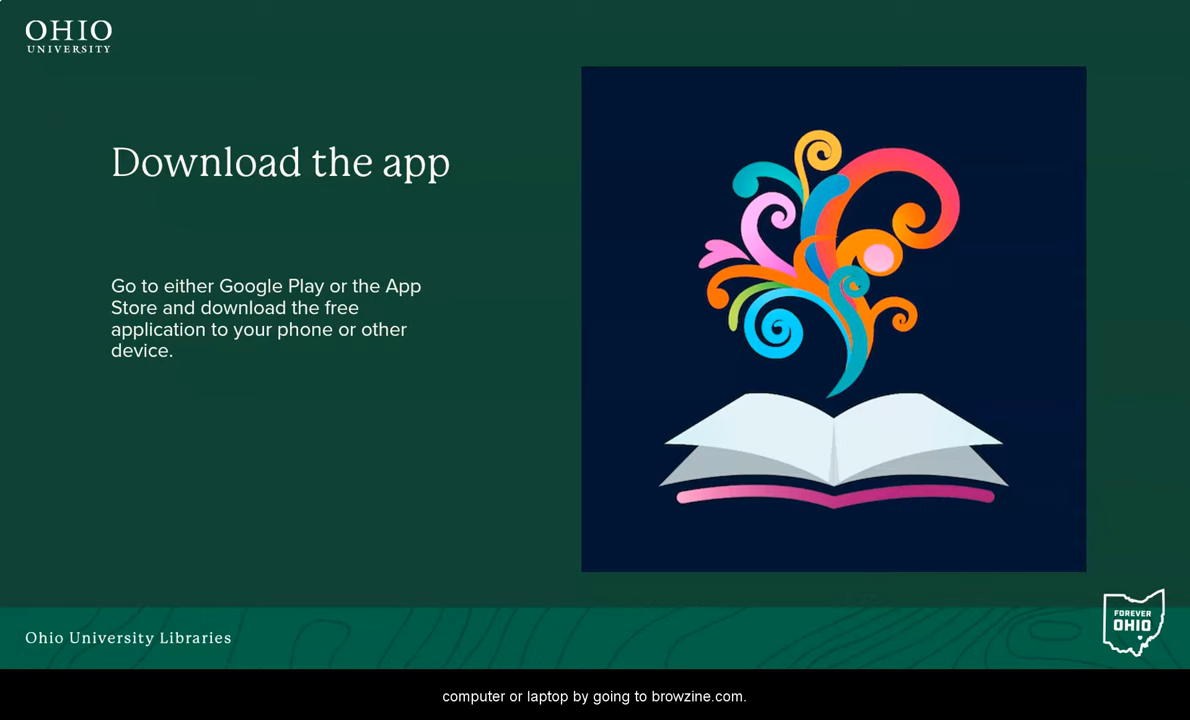 OHIO
UNIVERSITY
Download the app
Go to either Google Play or the App
Store and download the free
application to your phone or other
device.
Ohio University Libraries
FOREVER
OHIO
computer or laptop by going to browzine.com.